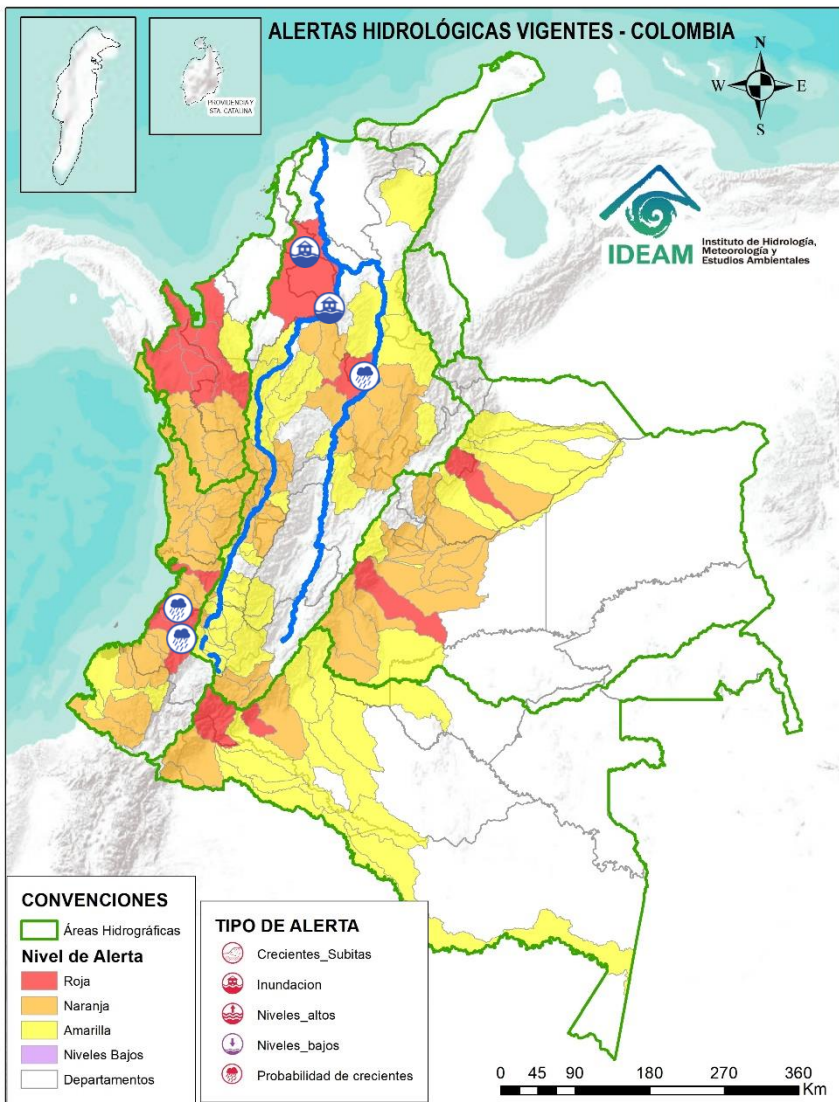 ALERTAS HIDROLÓGICAS VIGENTES - COLOMBIA
PROVIDENCIA Y
STA. CATALINA
N
W
E
S
IDEAM
Instituto de Hidrología,
Meteorología y
Estudios Ambientales
CONVENCIONES
Áreas Hidrográficas
Nivel de Alerta
Roja
Naranja
Amarilla
Niveles Bajos
Departamentos
TIPO DE ALERTA
Crecientes_Subitas
Inundacion
Niveles_altos
Niveles_bajos
Probabilidad de crecientes
0 45 90 180 270 360
Km